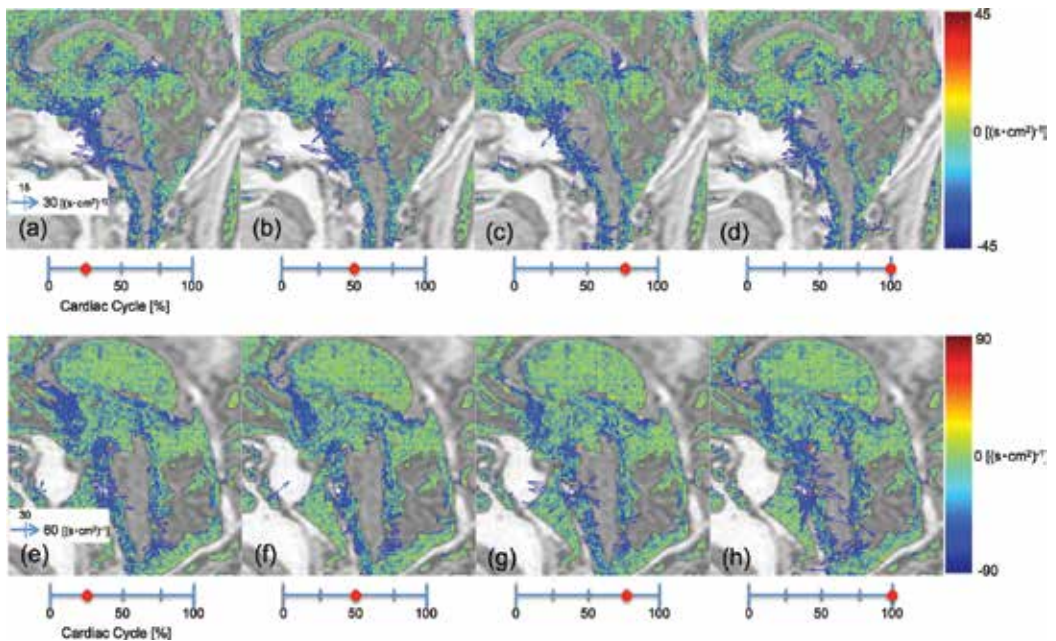 45
0 [(s·cm²)⁻¹]
-45
15
30 [(s·cm²)⁻¹]
(a) (b) (c) (d)
0 50 100 0 50 100 0 50 100 0 50 100
Cardiac Cycle [%]
90
0 [(s·cm²)⁻¹]
-90
30
60 [(s·cm²)⁻¹]
(e) (f) (g) (h)
0 50 100 0 50 100 0 50 100 0 50 100
Cardiac Cycle [%]